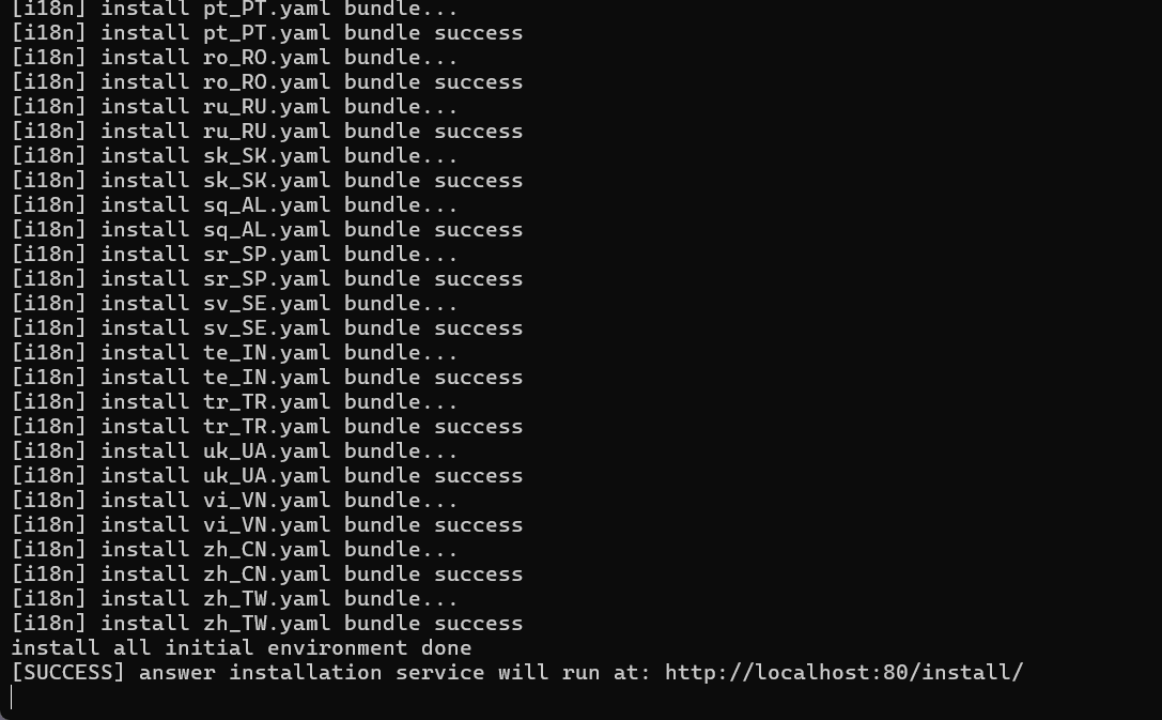 [i18n] install pt_PT.yaml bundle...
[i18n] install pt_PT.yaml bundle success
[i18n] install ro_RO.yaml bundle...
[i18n] install ro_RO.yaml bundle success
[i18n] install ru_RU.yaml bundle...
[i18n] install ru_RU.yaml bundle success
[i18n] install sk_SK.yaml bundle...
[i18n] install sk_SK.yaml bundle success
[i18n] install sq_AL.yaml bundle...
[i18n] install sq_AL.yaml bundle success
[i18n] install sr_SP.yaml bundle...
[i18n] install sr_SP.yaml bundle success
[i18n] install sv_SE.yaml bundle...
[i18n] install sv_SE.yaml bundle success
[i18n] install te_IN.yaml bundle...
[i18n] install te_IN.yaml bundle success
[i18n] install tr_TR.yaml bundle...
[i18n] install tr_TR.yaml bundle success
[i18n] install uk_UA.yaml bundle...
[i18n] install uk_UA.yaml bundle success
[i18n] install vi_VN.yaml bundle...
[i18n] install vi_VN.yaml bundle success
[i18n] install zh_CN.yaml bundle...
[i18n] install zh_CN.yaml bundle success
[i18n] install zh_TW.yaml bundle...
[i18n] install zh_TW.yaml bundle success
install all initial environment done
[SUCCESS] answer installation service will run at: http://localhost:80/install/